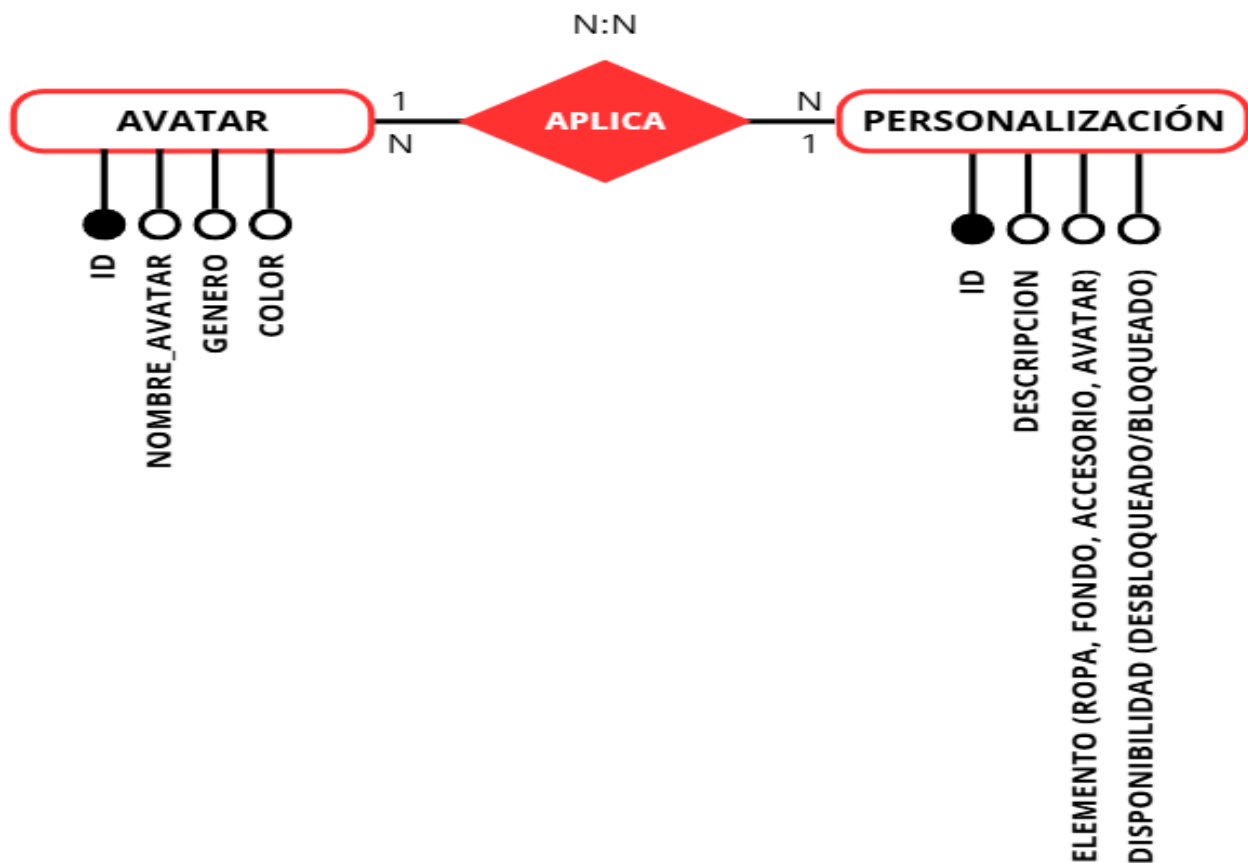 N:N
AVATAR
1
N
APLICA
N
1
PERSONALIZACIÓN
ID
NOMBRE_AVATAR
GENERO
COLOR
ID
DESCRIPCION
ELEMENTO (ROPA, FONDO, ACCESORIO, AVATAR)
DISPONIBILIDAD (DESBLOQUEADO/BLOQUEADO)